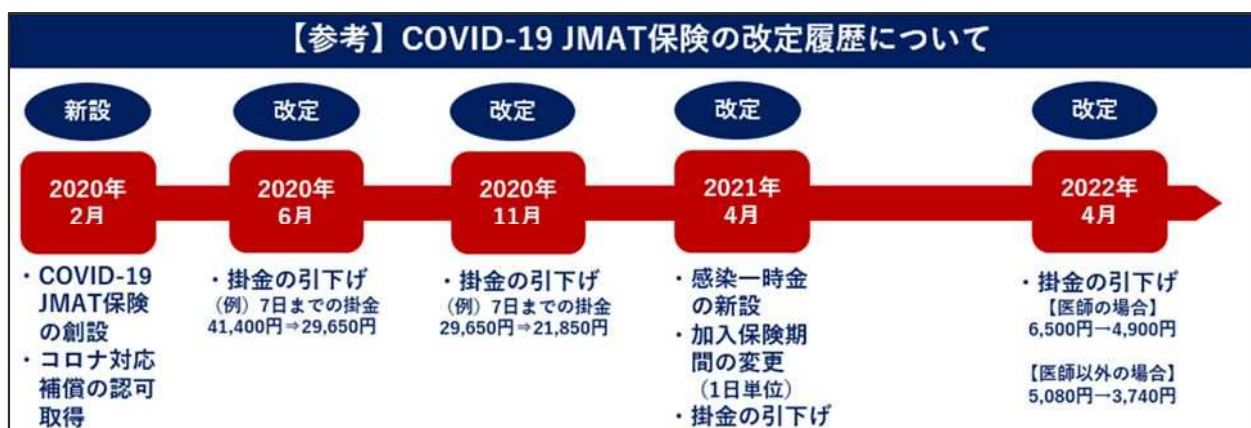 【参考】COVID-19 JMAT保険の改定履歴について
新設
2020年
2月
・COVID-19
JMAT保険
の創設
・コロナ対応
補償の認可
取得
改定
2020年
6月
・掛金の引下げ
（例）7日までの掛金
41,400円⇒29,650円
改定
2020年
11月
・掛金の引下げ
（例）7日までの掛金
29,650円⇒21,850円
改定
2021年
4月
・感染一時金
の新設
・加入保険期
間の変更
（1日単位）
・掛金の引下げ
改定
2022年
4月
・掛金の引下げ
【医師の場合】
6,500円→4,900円
【医師以外の場合】
5,080円→3,740円